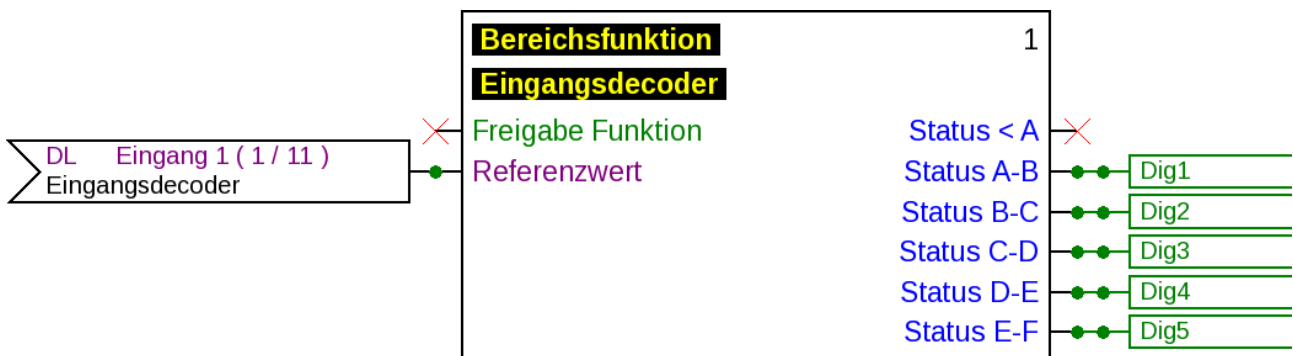 Bereichsfunktion 1
Eingangsdecoder
Freigabe Funktion Status < A
DL Eingang 1 ( 1 / 11 )
Eingangsdecoder
Referenzwert Status A-B Dig1
Status B-C Dig2
Status C-D Dig3
Status D-E Dig4
Status E-F Dig5